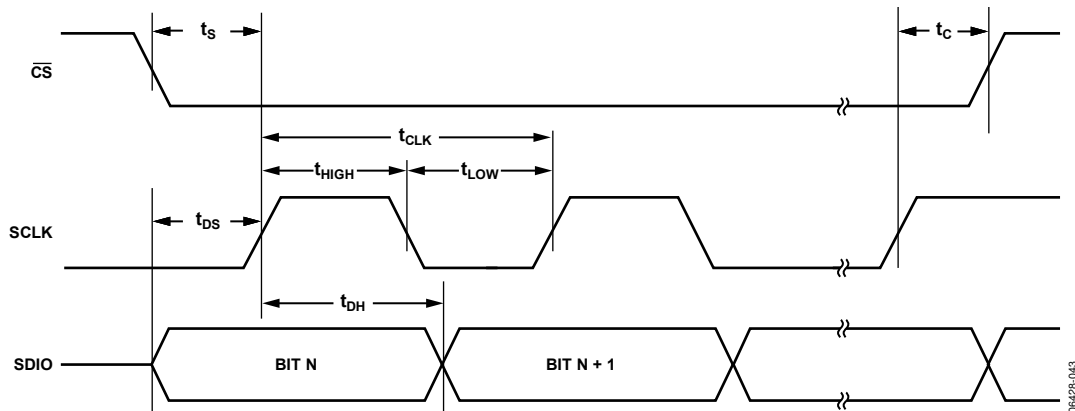 tS
tC
CS
tCLK
tHIGH
tLOW
tDS
SCLK
tDH
SDIO
BIT N
BIT N + 1
06428-043